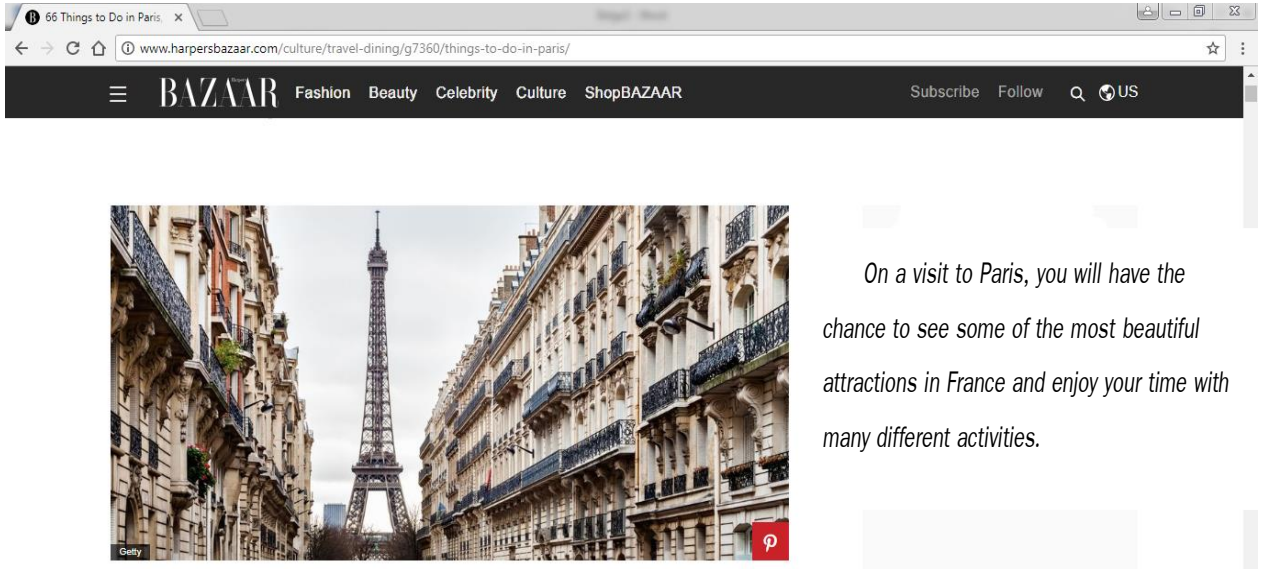 66 Things to Do in Paris,
www.harpersbazaar.com/culture/travel-dining/g7360/things-to-do-in-paris/
Harper's BAZAAR Fashion Beauty Celebrity Culture ShopBAZAAR Subscribe Follow US
On a visit to Paris, you will have the
chance to see some of the most beautiful
attractions in France and enjoy your time with
many different activities.
Getty